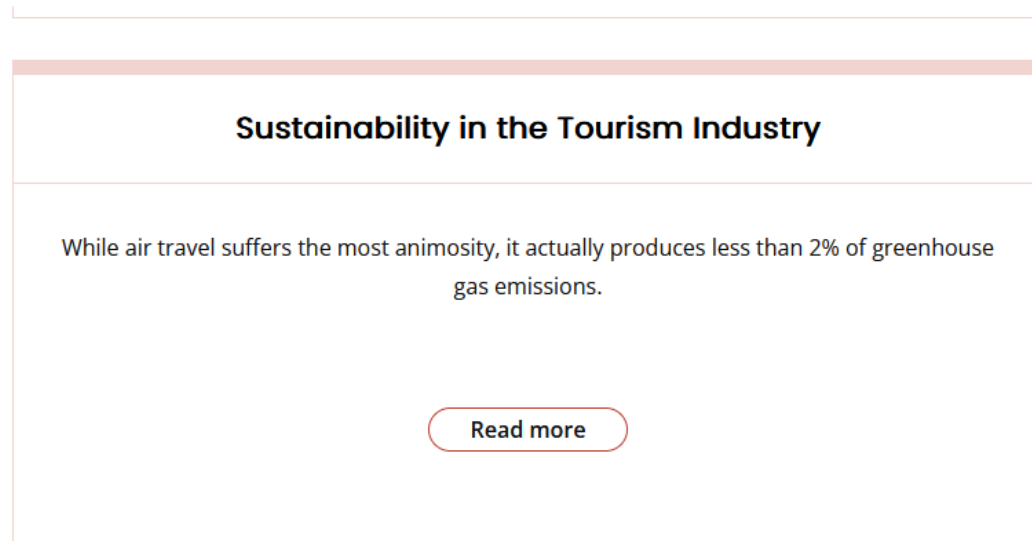 Sustainability in the Tourism Industry
While air travel suffers the most animosity, it actually produces less than 2% of greenhouse
gas emissions.
Read more